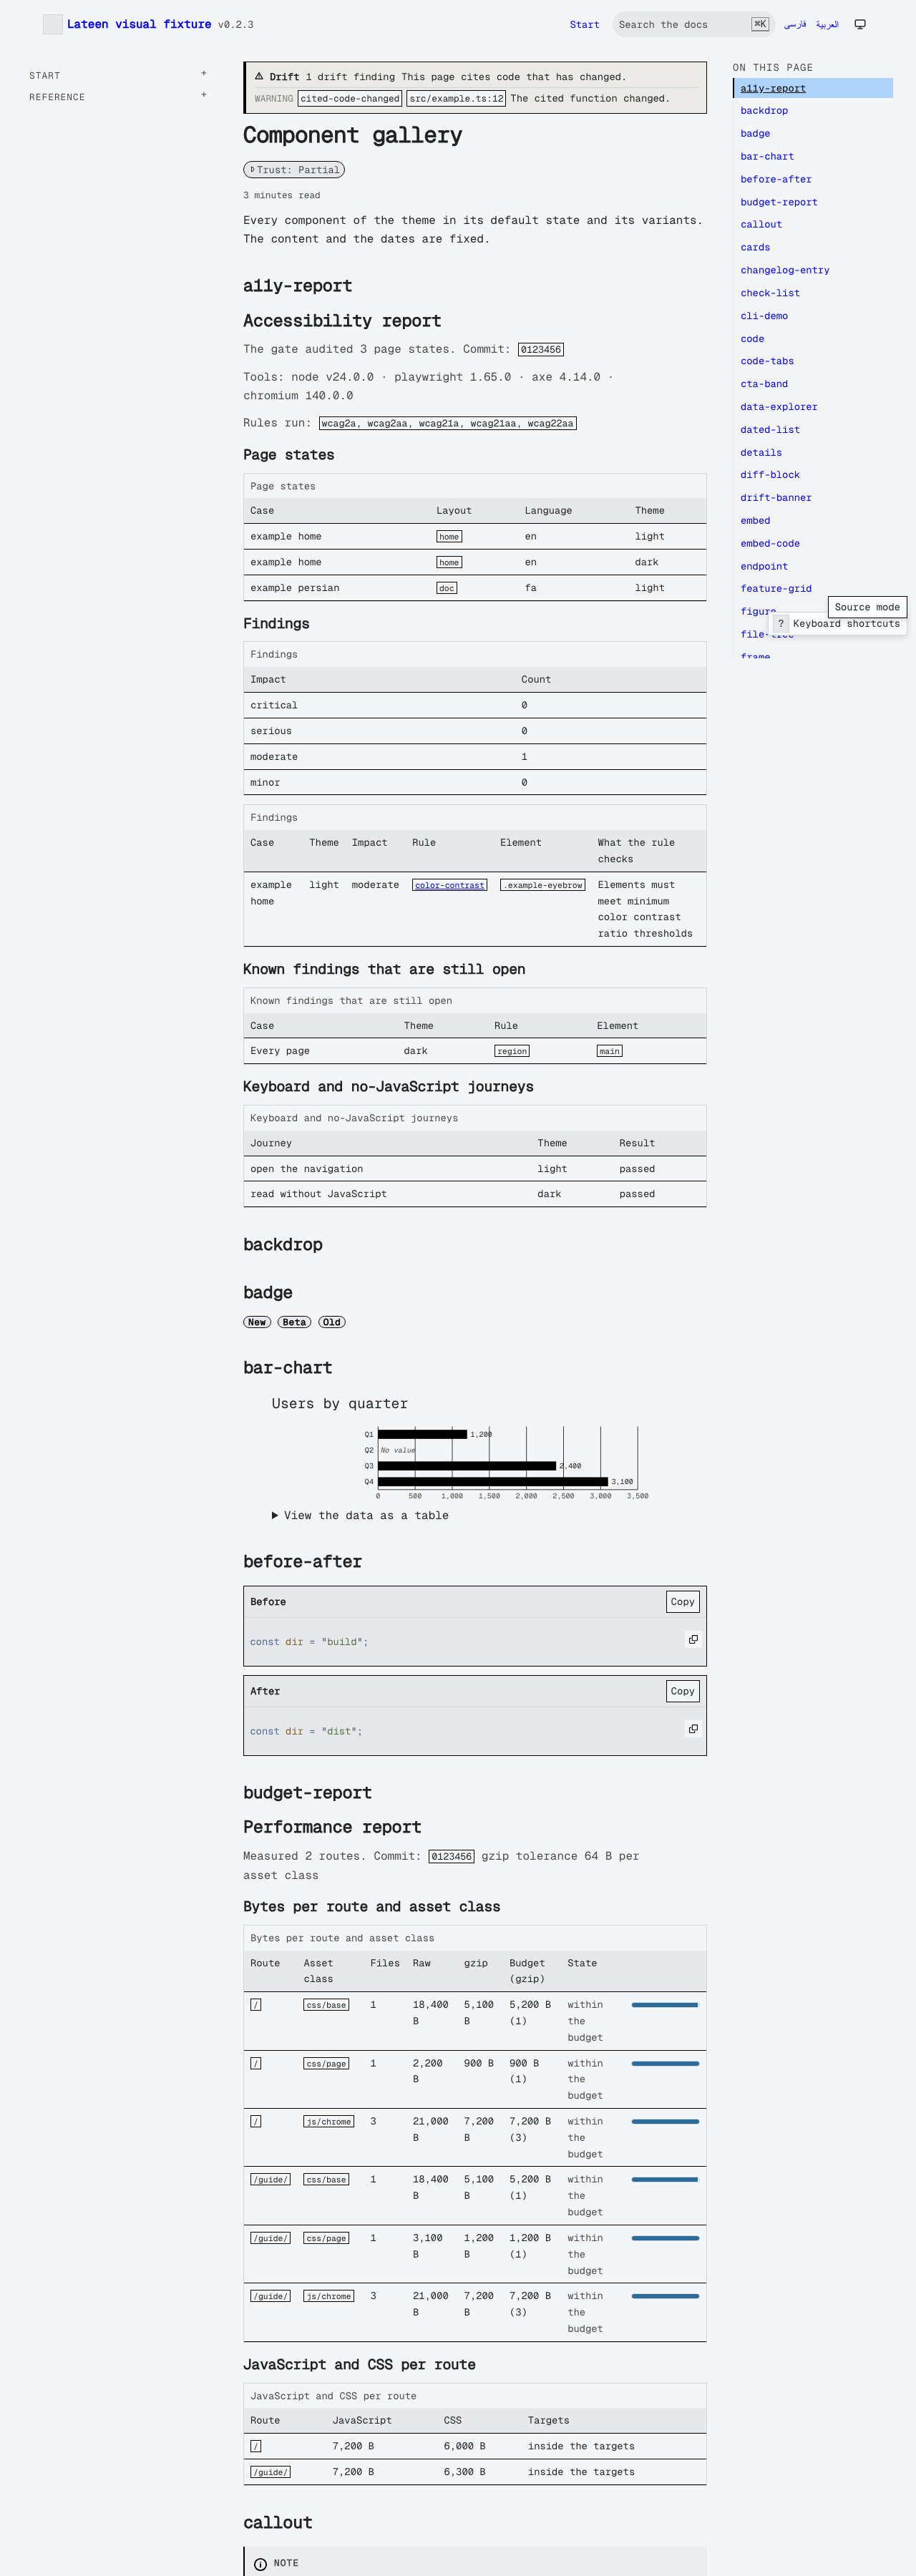 Lateen visual fixture v0.2.3
Start
Search the docs ⌘K
فارسی
العربية
START +
REFERENCE +
Drift 1 drift finding This page cites code that has changed.
WARNING cited-code-changed src/example.ts:12 The cited function changed.
Component gallery
Trust: Partial
3 minutes read
Every component of the theme in its default state and its variants.
The content and the dates are fixed.
a11y-report
Accessibility report
The gate audited 3 page states. Commit: 0123456
Tools: node v24.0.0 · playwright 1.65.0 · axe 4.14.0 ·
chromium 140.0.0
Rules run: wcag2a, wcag2aa, wcag21a, wcag21aa, wcag22aa
Page states
Page states
Case Layout Language Theme
example home home en light
example home home en dark
example persian doc fa light
Findings
Findings
Impact Count
critical 0
serious 0
moderate 1
minor 0
Findings
Case Theme Impact Rule Element What the rule
checks
example light moderate color-contrast .example-eyebrow Elements must
home meet minimum
color contrast
ratio thresholds
Known findings that are still open
Known findings that are still open
Case Theme Rule Element
Every page dark region main
Keyboard and no-JavaScript journeys
Keyboard and no-JavaScript journeys
Journey Theme Result
open the navigation light passed
read without JavaScript dark passed
backdrop
badge
New Beta Old
bar-chart
Users by quarter
Q1 1,200
Q2 No value
Q3 2,400
Q4 3,100
0 500 1,000 1,500 2,000 2,500 3,000 3,500
View the data as a table
before-after
Before Copy
const dir = "build";
After Copy
const dir = "dist";
budget-report
Performance report
Measured 2 routes. Commit: 0123456 gzip tolerance 64 B per
asset class
Bytes per route and asset class
Bytes per route and asset class
Route Asset Files Raw gzip Budget State
class (gzip)
/ css/base 1 18,400 5,100 5,200 B within
B B (1) the
budget
/ css/page 1 2,200 900 B 900 B within
B (1) the
budget
/ js/chrome 3 21,000 7,200 7,200 B within
B B (3) the
budget
/guide/ css/base 1 18,400 5,100 5,200 B within
B B (1) the
budget
/guide/ css/page 1 3,100 1,200 1,200 B within
B B (1) the
budget
/guide/ js/chrome 3 21,000 7,200 7,200 B within
B B (3) the
budget
JavaScript and CSS per route
JavaScript and CSS per route
Route JavaScript CSS Targets
/ 7,200 B 6,000 B inside the targets
/guide/ 7,200 B 6,300 B inside the targets
callout
NOTE
ON THIS PAGE
a11y-report
backdrop
badge
bar-chart
before-after
budget-report
callout
cards
changelog-entry
check-list
cli-demo
code
code-tabs
cta-band
data-explorer
dated-list
details
diff-block
drift-banner
embed
embed-code
endpoint
feature-grid
figure
Source mode
? Keyboard shortcuts
file-tree
frame